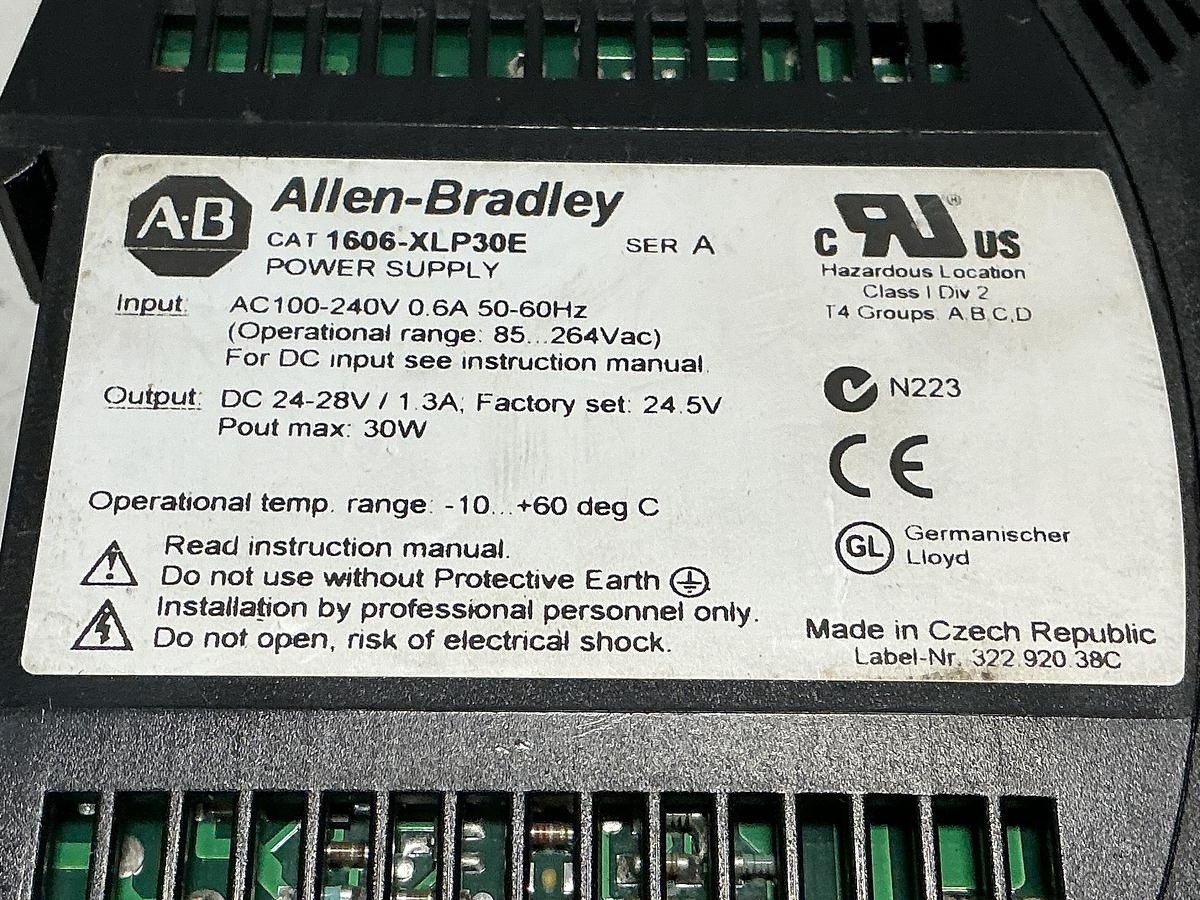 A·B Allen-Bradley
CAT 1606-XLP30E SER A
POWER SUPPLY
Input: AC100-240V 0.6A 50-60Hz
(Operational range: 85...264Vac)
For DC input see instruction manual.
Output: DC 24-28V / 1.3A; Factory set: 24.5V
Pout max: 30W
Operational temp. range: -10...+60 deg C
Read instruction manual.
Do not use without Protective Earth
Installation by professional personnel only.
Do not open, risk of electrical shock.
C RU ® US
Hazardous Location
Class I Div 2
T4 Groups: A,B,C,D
N223
CE
GL Germanischer
Lloyd
Made in Czech Republic
Label-Nr. 322.920.38C